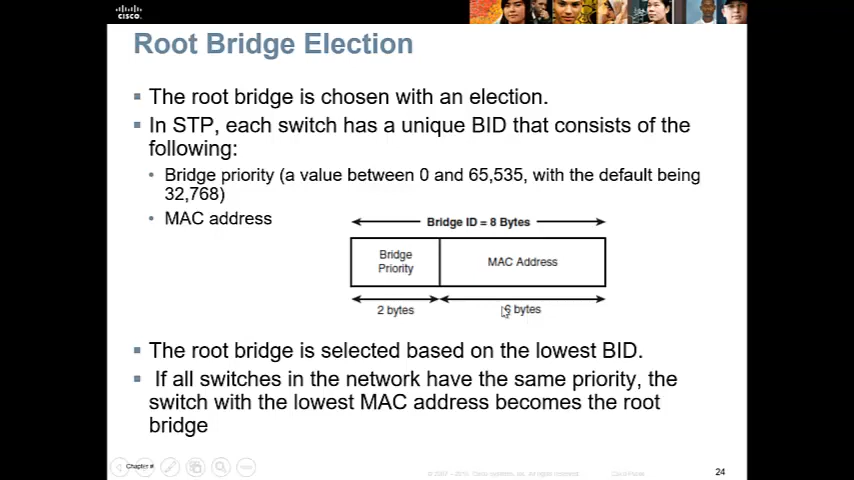 CISCO
Root Bridge Election
The root bridge is chosen with an election.
In STP, each switch has a unique BID that consists of the
following:
Bridge priority (a value between 0 and 65,535, with the default being
32,768)
MAC address
Bridge ID = 8 Bytes
Bridge
Priority
MAC Address
2 bytes
6 bytes
The root bridge is selected based on the lowest BID.
If all switches in the network have the same priority, the
switch with the lowest MAC address becomes the root
bridge
Chapter #
24